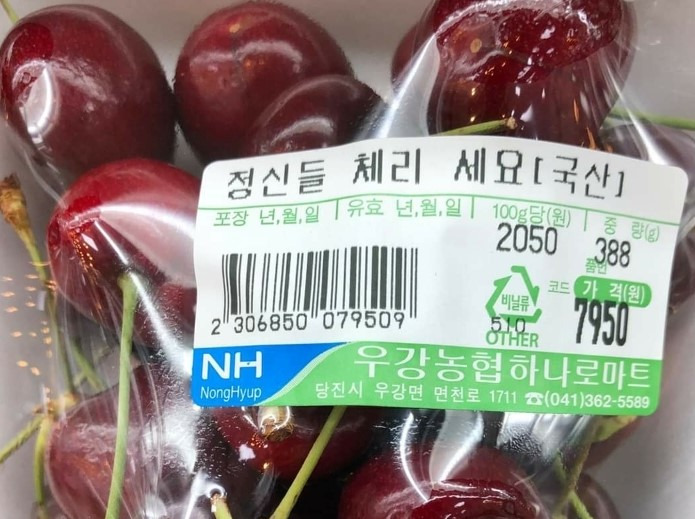 정신들 체리 세요[국산]
포장 년,월,일 유효 년,월,일 100g당(원) 중 량(g)
2050 388
품번
비닐류 코드 가 격(원)
510 7950
OTHER
2 306850 079509
NH 우강농협하나로마트
NongHyup 당진시 우강면 면천로 1711 ☎(041)362-5589